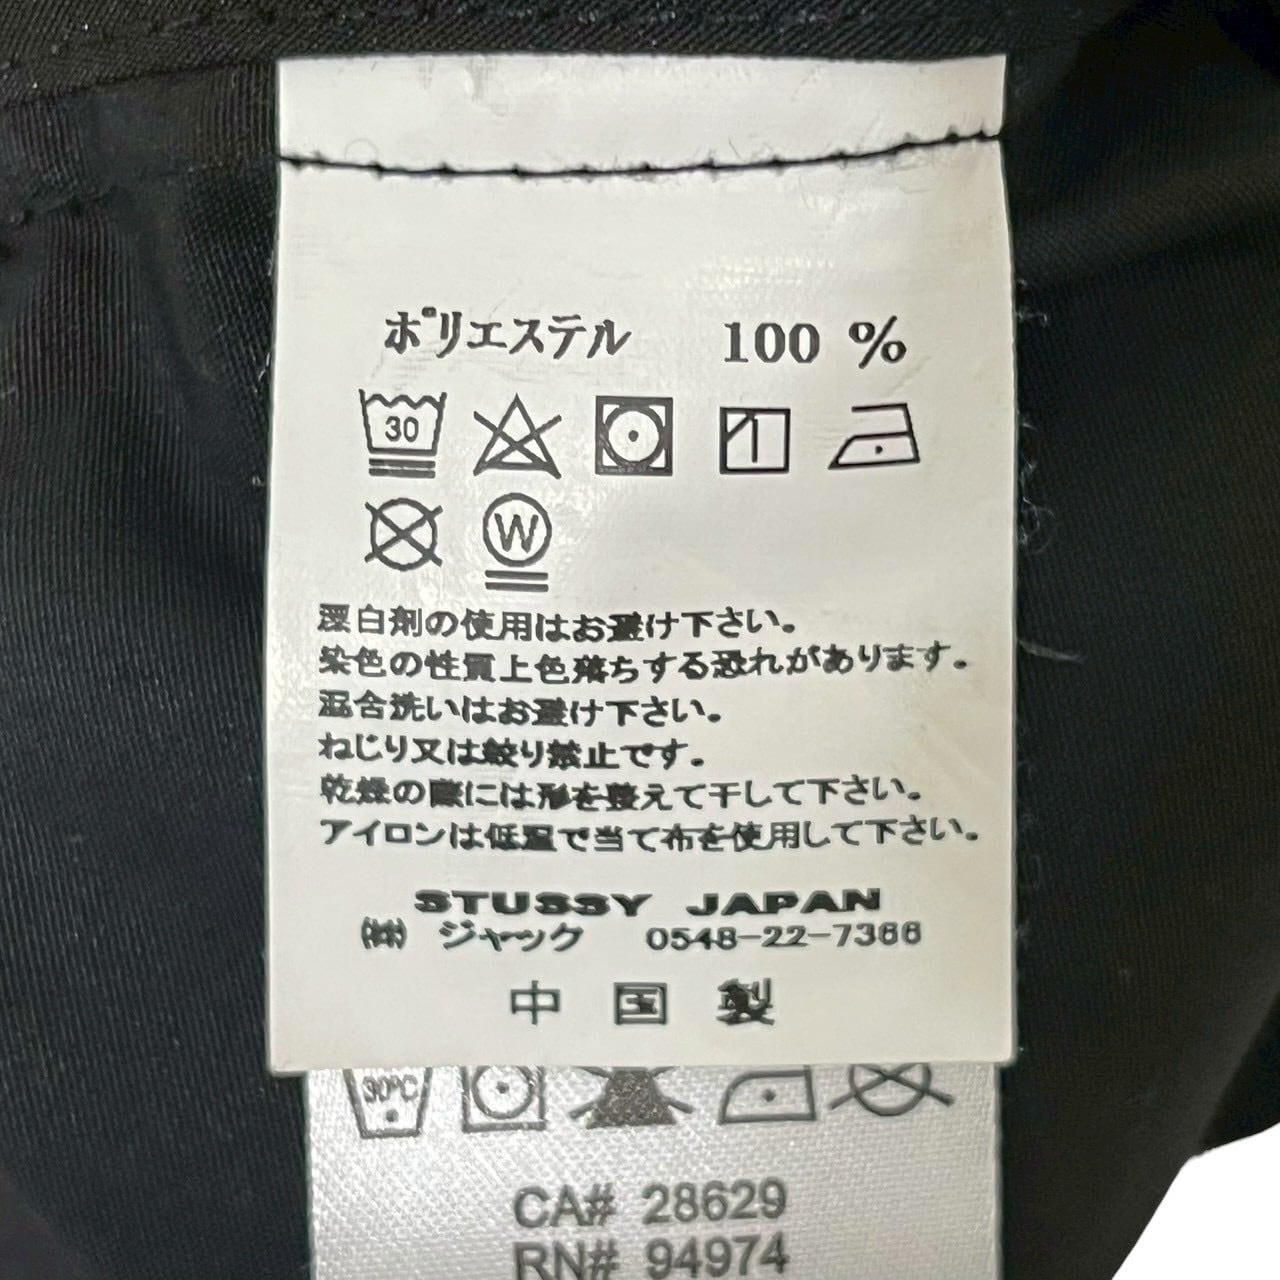 ポリエステル 100 %
30
W
漂白剤の使用はお避け下さい。
染色の性質上色落ちする恐れがあります。
混合洗いはお避け下さい。
ねじり又は絞り禁止です。
乾燥の際には形を整えて干して下さい。
アイロンは低温で当て布を使用して下さい。
STUSSY JAPAN
㈱ ジャック 0548-22-7366
中国製
30°C
CA# 28629
RN# 94974